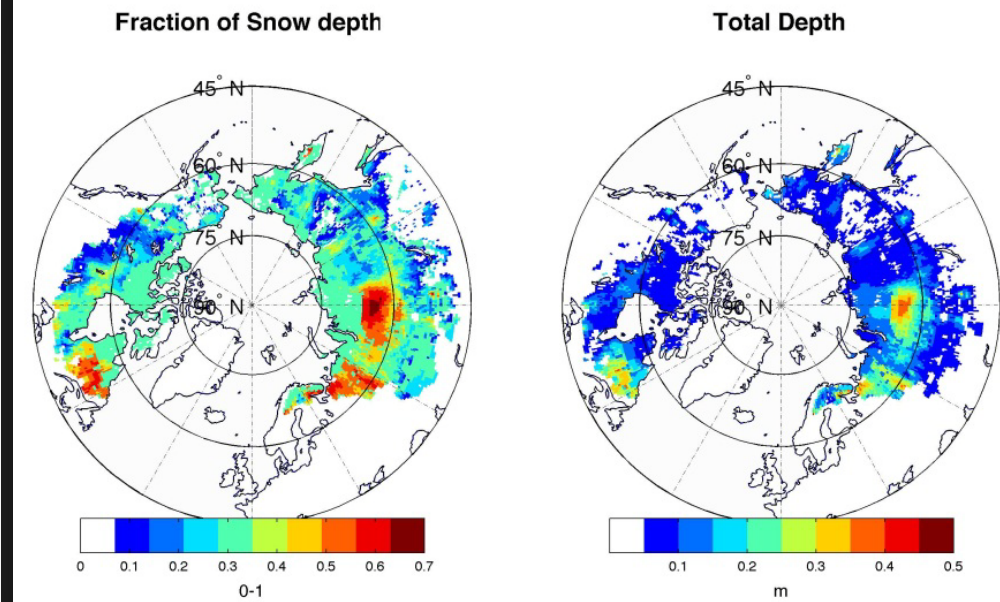 Fraction of Snow depth
45° N
60° N
75° N
90° N
0 0.1 0.2 0.3 0.4 0.5 0.6 0.7
0-1
Total Depth
45° N
60° N
75° N
90° N
0.1 0.2 0.3 0.4 0.5
m